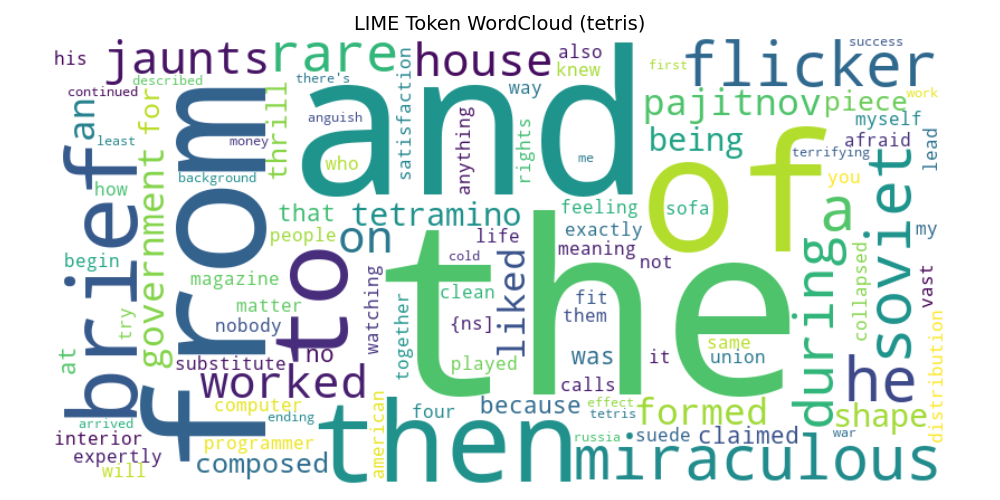 LIME Token WordCloud (tetris)
his
jaunts
rare
house
also
knew
first
flicker
success
continued
described
there's
way
work
brief
an
for
from
thrill
anguish
satisfaction
and
anything
rights
me
pajitnov
piece
myself
being
afraid
lead
least
money
who
of
terrifying
how
background
government
you
soviet
that
tetramino
feeling
sofa
a
people
on
exactly
my
life
meaning
not
begin
to
cold
the
magazine
clean
vast
matter
watching
{ns}
liked
fit
during
collapsed
nobody
together
them
try
no
same
at
substitute
played
was
it
union
he
worked
calls
distribution
computer
american
four
because
effect
formed
shape
arrived
ending
then
tetris
interior
programmer
russia
suede
claimed
war
expertly
composed
miraculous
will